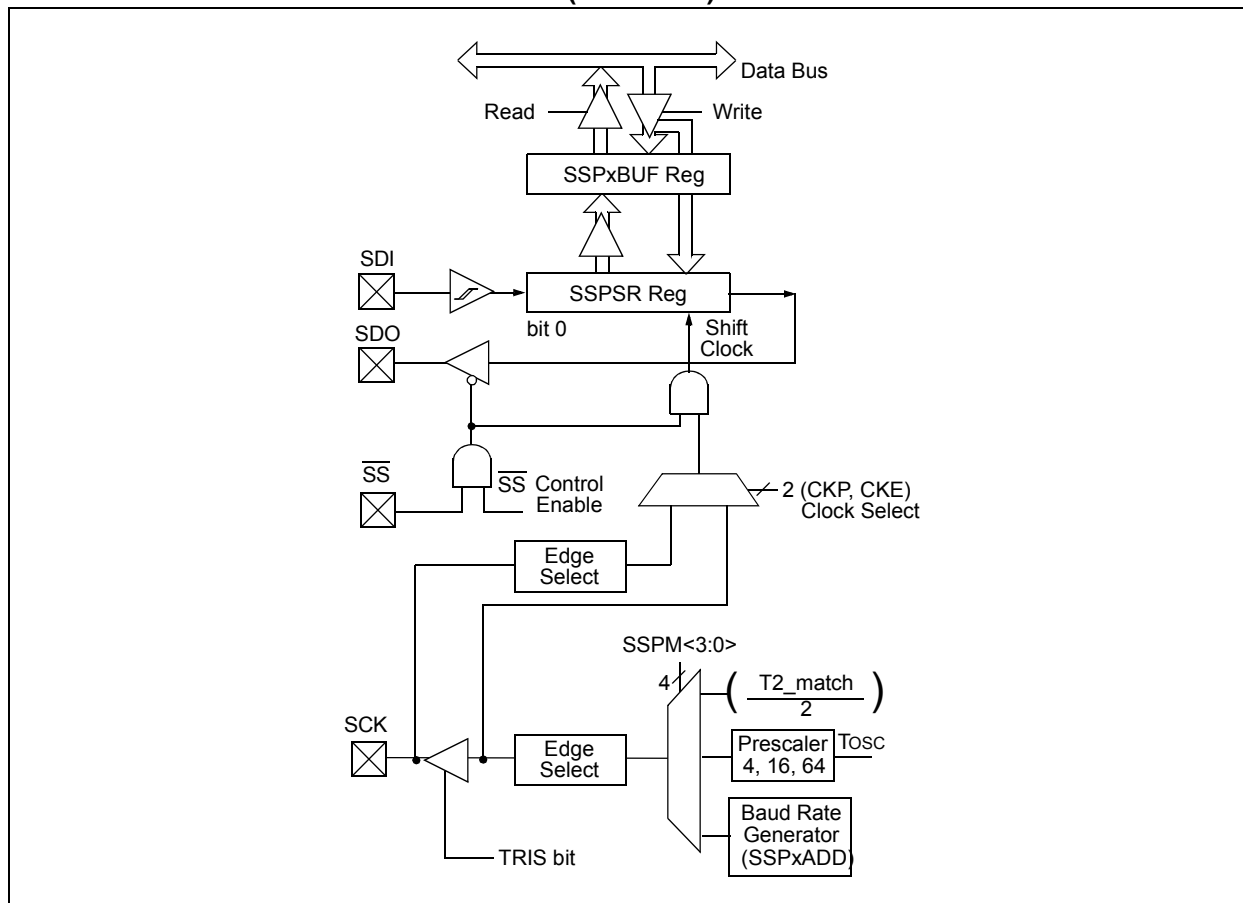 Data Bus
Read
Write
SSPxBUF Reg
SDI
SSPSR Reg
bit 0
Shift
Clock
SDO
SS
SS Control
Enable
2 (CKP, CKE)
Clock Select
Edge
Select
SSPM<3:0>
4
( T2_match )
2
SCK
Edge
Select
Prescaler
4, 16, 64
TOSC
Baud Rate
Generator
(SSPxADD)
TRIS bit